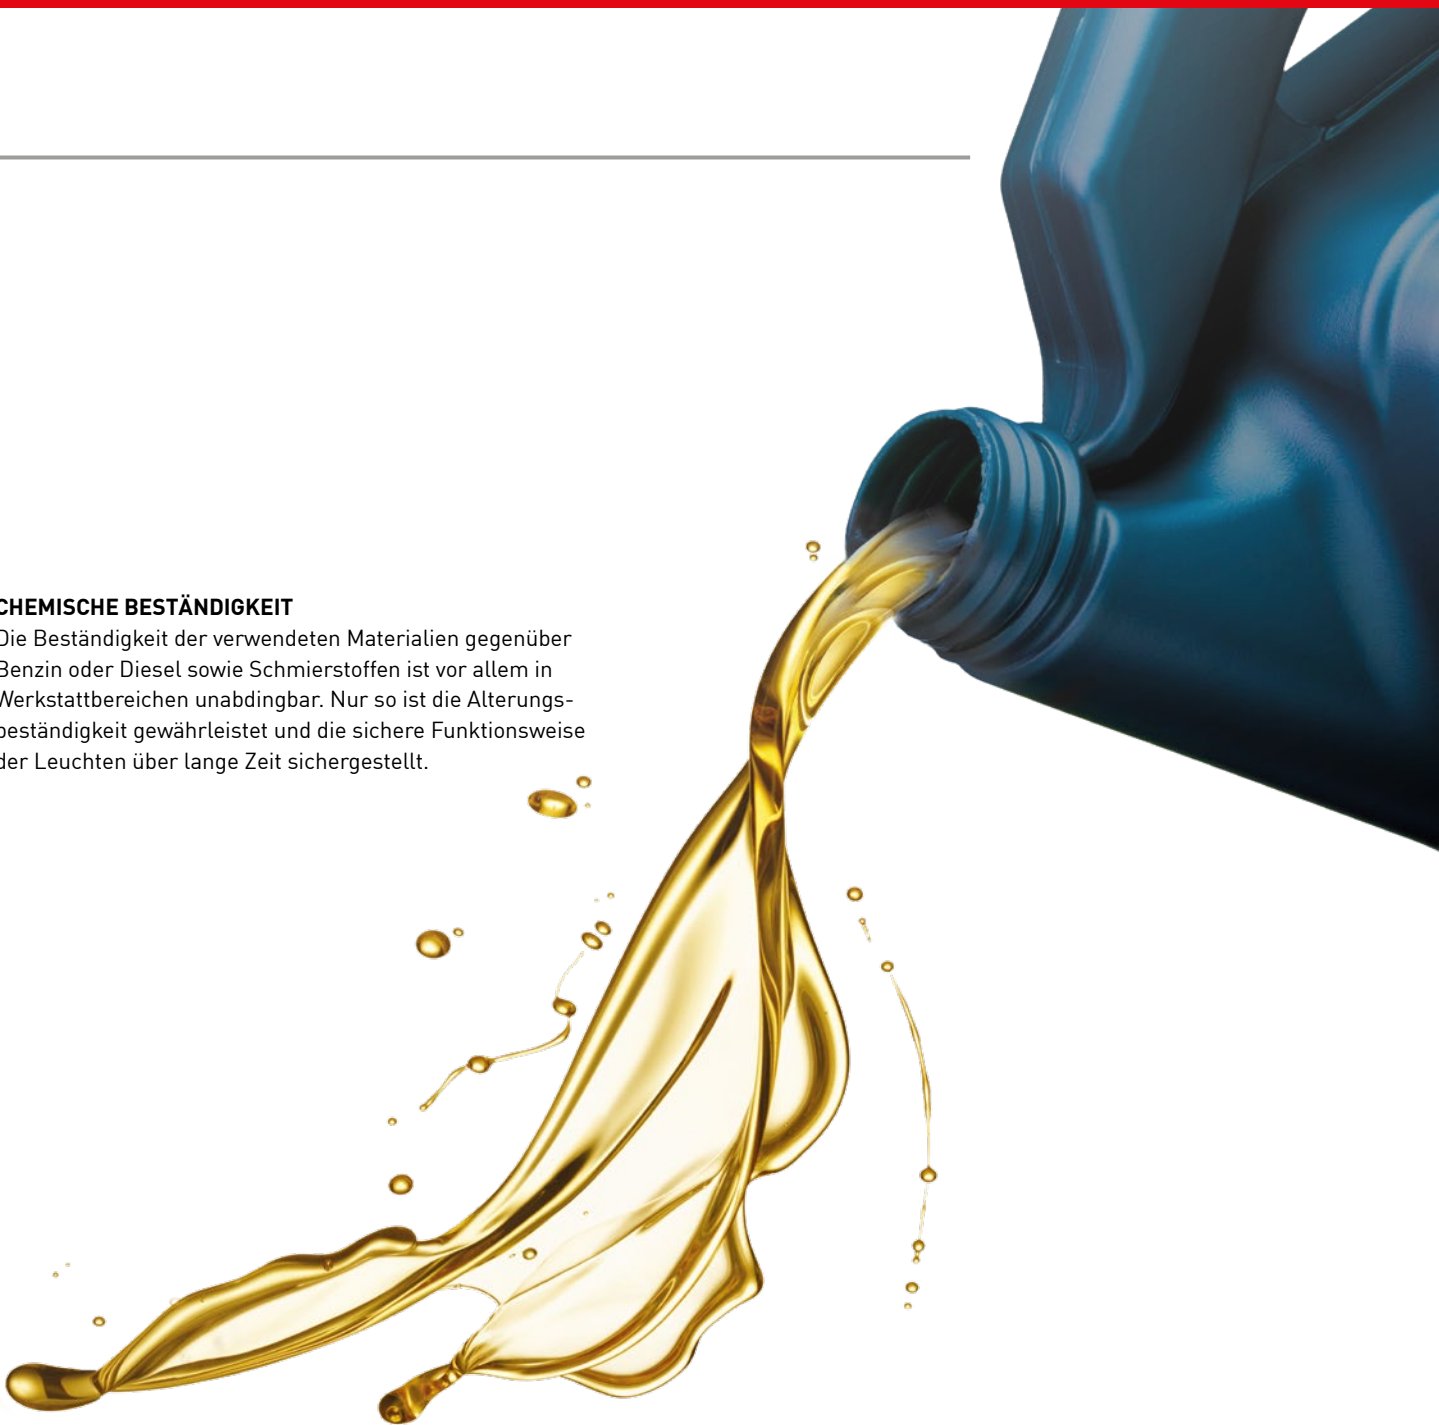 CHEMISCHE BESTÄNDIGKEIT
Die Beständigkeit der verwendeten Materialien gegenüber
Benzin oder Diesel sowie Schmierstoffen ist vor allem in
Werkstattbereichen unabdingbar. Nur so ist die Alterungs-
beständigkeit gewährleistet und die sichere Funktionsweise
der Leuchten über lange Zeit sichergestellt.